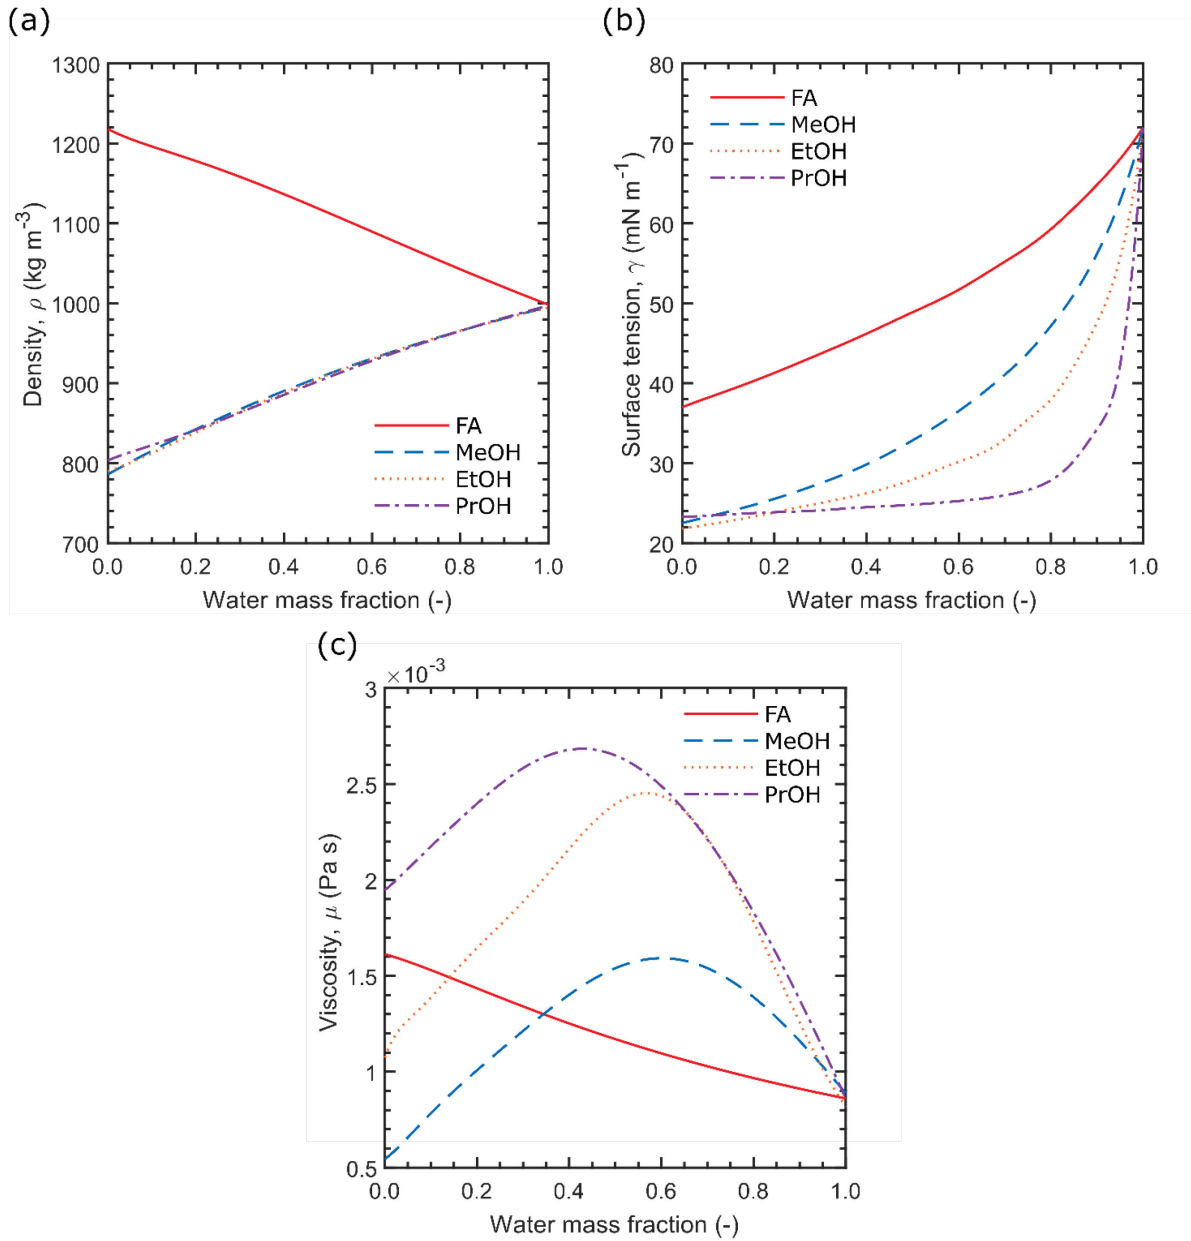 (a)
1300
1200
1100
1000
900
800
700
Density, ρ (kg m⁻³)
FA
MeOH
EtOH
PrOH
0.0 0.2 0.4 0.6 0.8 1.0
Water mass fraction (-)
(b)
80
70
60
50
40
30
20
Surface tension, γ (mN m⁻¹)
FA
MeOH
EtOH
PrOH
0.0 0.2 0.4 0.6 0.8 1.0
Water mass fraction (-)
(c)
×10⁻³
3
2.5
2
1.5
1
0.5
Viscosity, μ (Pa s)
FA
MeOH
EtOH
PrOH
0.0 0.2 0.4 0.6 0.8 1.0
Water mass fraction (-)